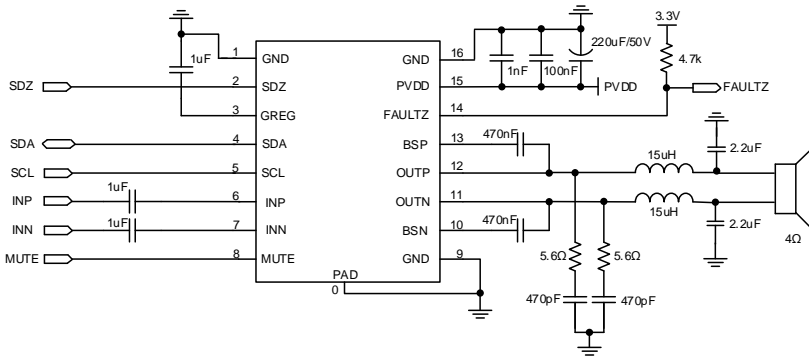 3.3V
1uF
1
GND
GND
16
1nF
100nF
220uF/50V
4.7k
SDZ
2
SDZ
PVDD
15
PVDD
FAULTZ
3
GREG
FAULTZ
14
470nF
SDA
4
SDA
BSP
13
15uH
2.2uF
SCL
5
SCL
OUTP
12
INP
1uF
6
INP
OUTN
11
15uH
INN
1uF
7
INN
BSN
10
470nF
2.2uF
4Ω
MUTE
8
MUTE
GND
9
5.6Ω
5.6Ω
PAD
0
470pF
470pF